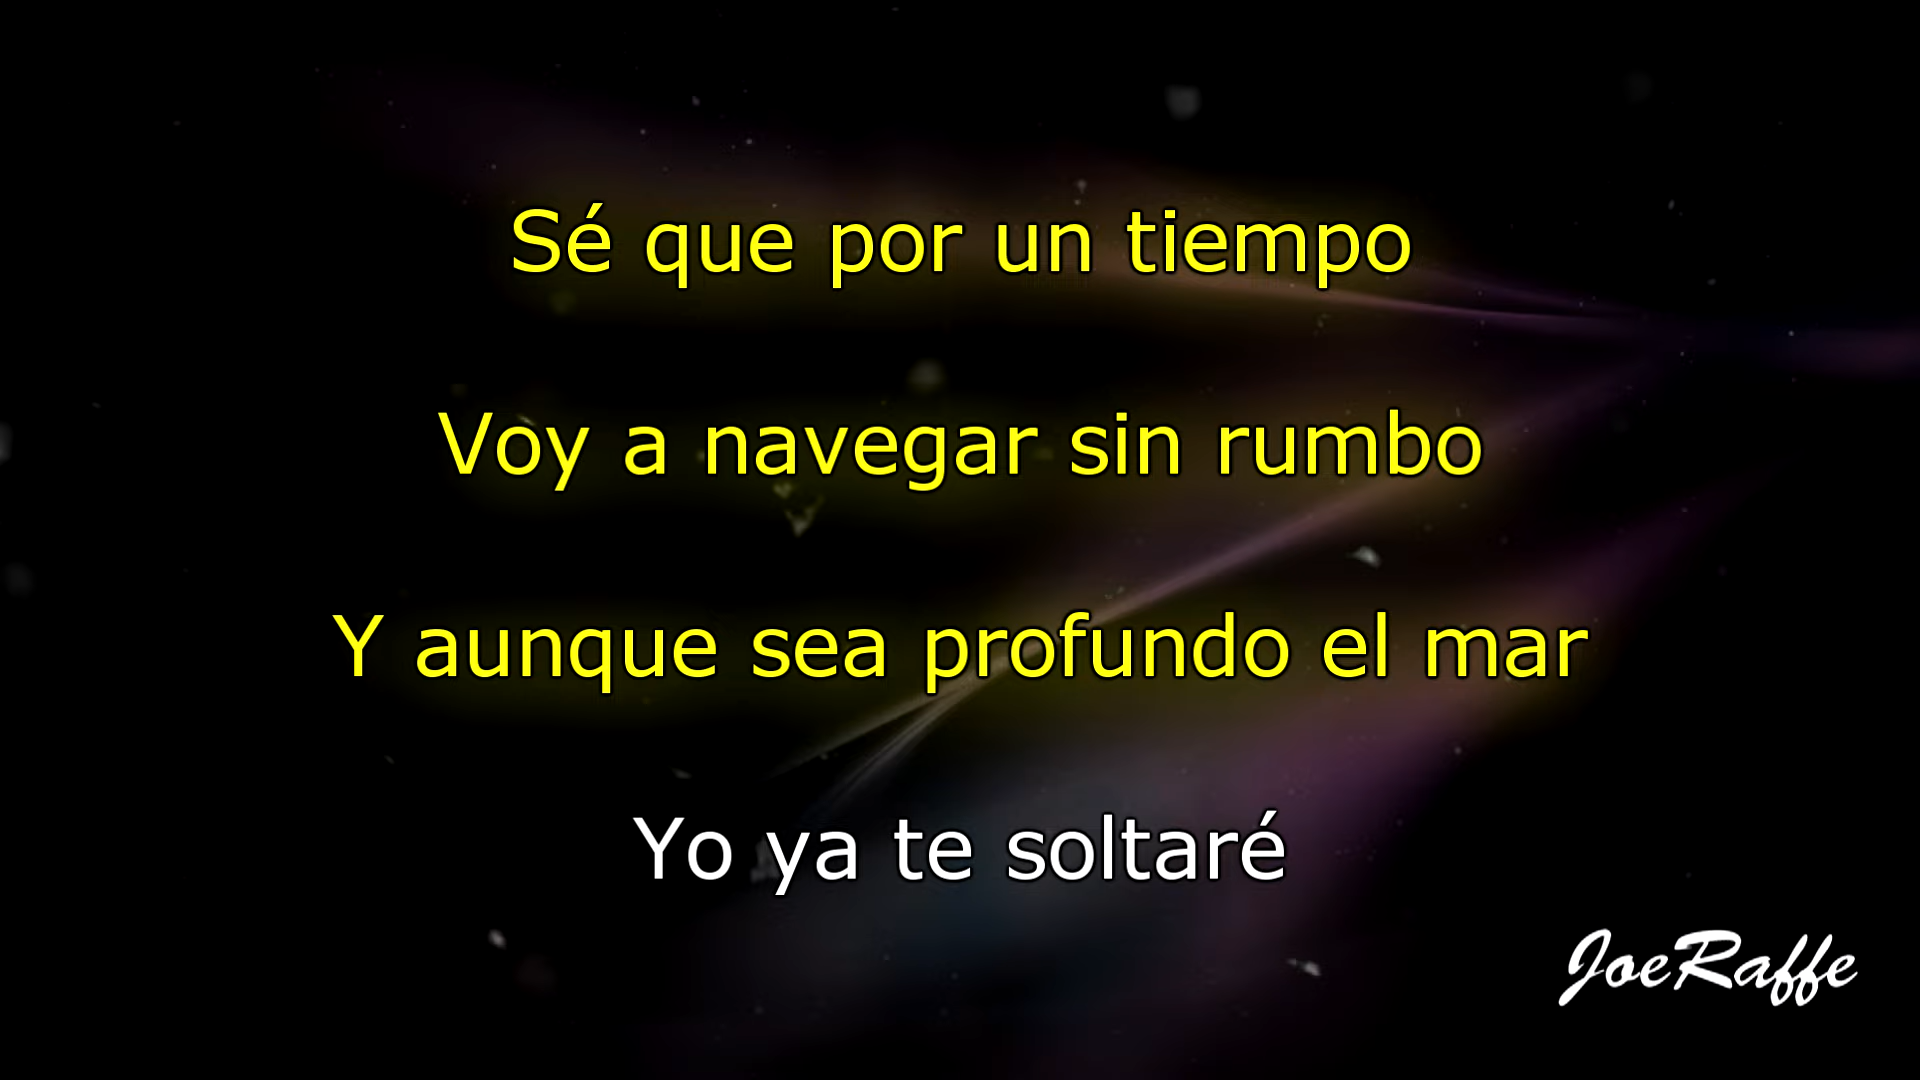 Sé que por un tiempo
Voy a navegar sin rumbo
Y aunque sea profundo el mar
Yo ya te soltaré
JoeRaffe